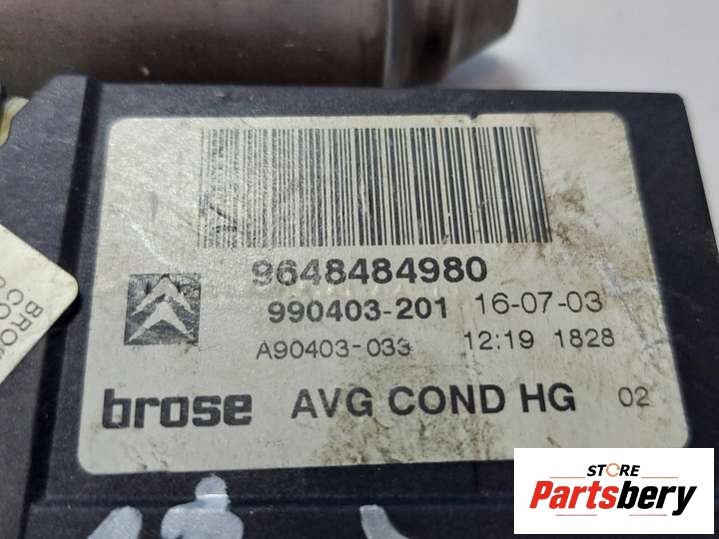 9648484980
990403-201 16-07-03
A90403-033 12:19 1828
brose AVG COND HG 02
STORE
Partsbery